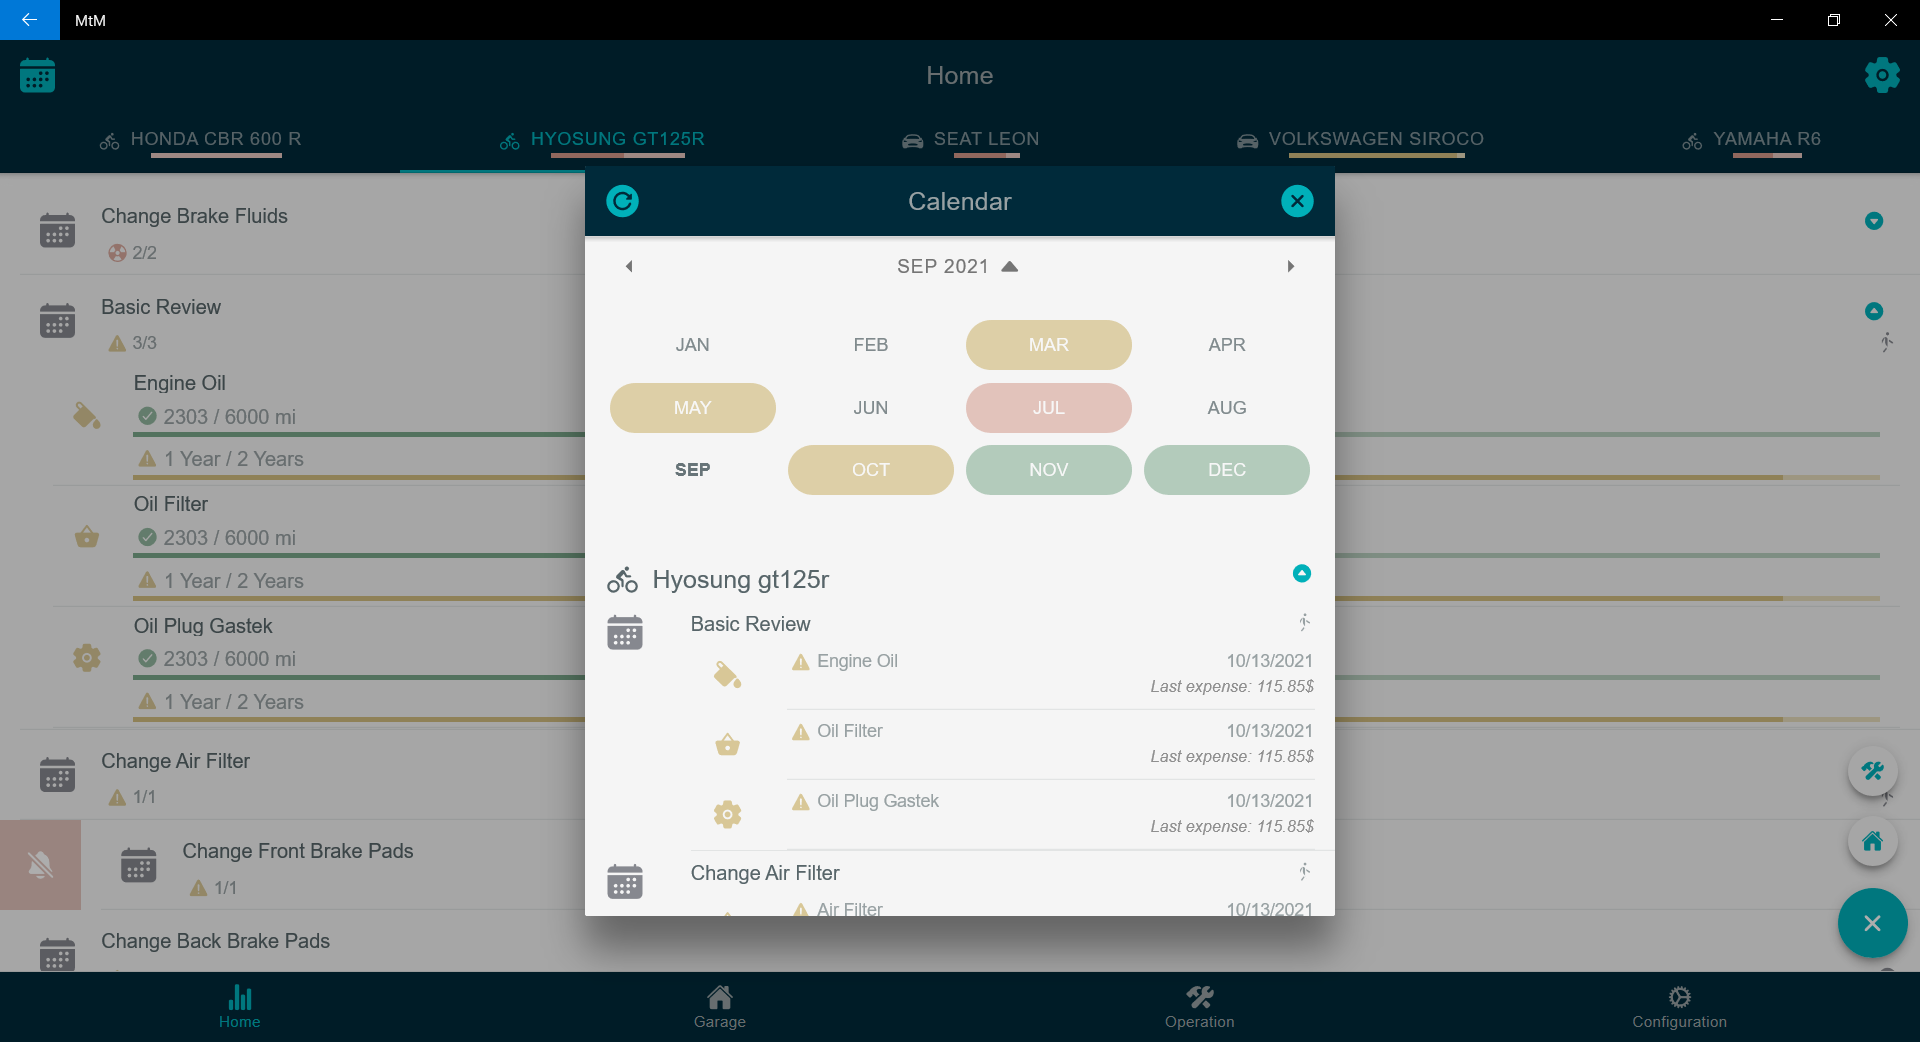 MtM
Home
HONDA CBR 600 R
HYOSUNG GT125R
SEAT LEON
VOLKSWAGEN SIROCO
YAMAHA R6
Change Brake Fluids
2/2
Basic Review
3/3
Engine Oil
2303 / 6000 mi
1 Year / 2 Years
Oil Filter
2303 / 6000 mi
1 Year / 2 Years
Oil Plug Gastek
2303 / 6000 mi
1 Year / 2 Years
Change Air Filter
1/1
Change Front Brake Pads
1/1
Change Back Brake Pads
Calendar
SEP 2021
JAN FEB MAR APR
MAY JUN JUL AUG
SEP OCT NOV DEC
Hyosung gt125r
Basic Review
Engine Oil 10/13/2021
Last expense: 115.85$
Oil Filter 10/13/2021
Last expense: 115.85$
Oil Plug Gastek 10/13/2021
Last expense: 115.85$
Change Air Filter
Air Filter 10/13/2021
Home
Garage
Operation
Configuration